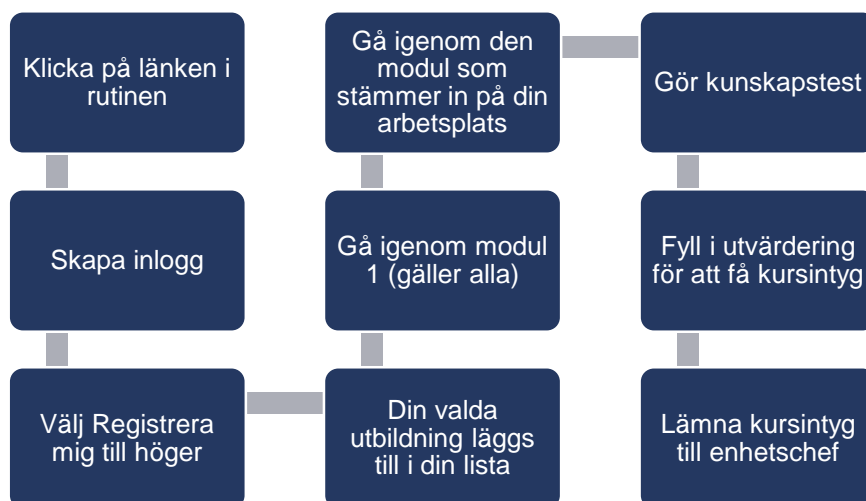 Klicka på länken i
rutinen
Skapa inlogg
Välj Registrera
mig till höger
Din valda
utbildning läggs
till i din lista
Gå igenom modul
1 (gäller alla)
Gå igenom den
modul som
stämmer in på din
arbetsplats
Gör kunskapstest
Fyll i utvärdering
för att få kursintyg
Lämna kursintyg
till enhetschef